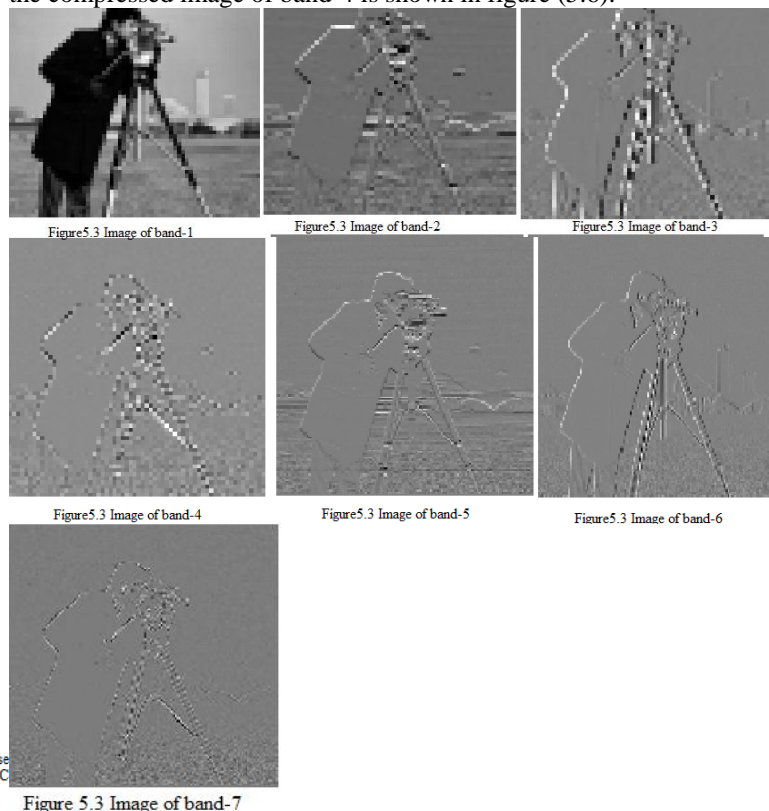 the compressed image of band-4 is shown in figure (5.6).
Figure5.3 Image of band-1
Figure5.3 Image of band-2
Figure5.3 Image of band-3
Figure5.3 Image of band-4
Figure5.3 Image of band-5
Figure5.3 Image of band-6
se
C
Figure 5.3 Image of band-7